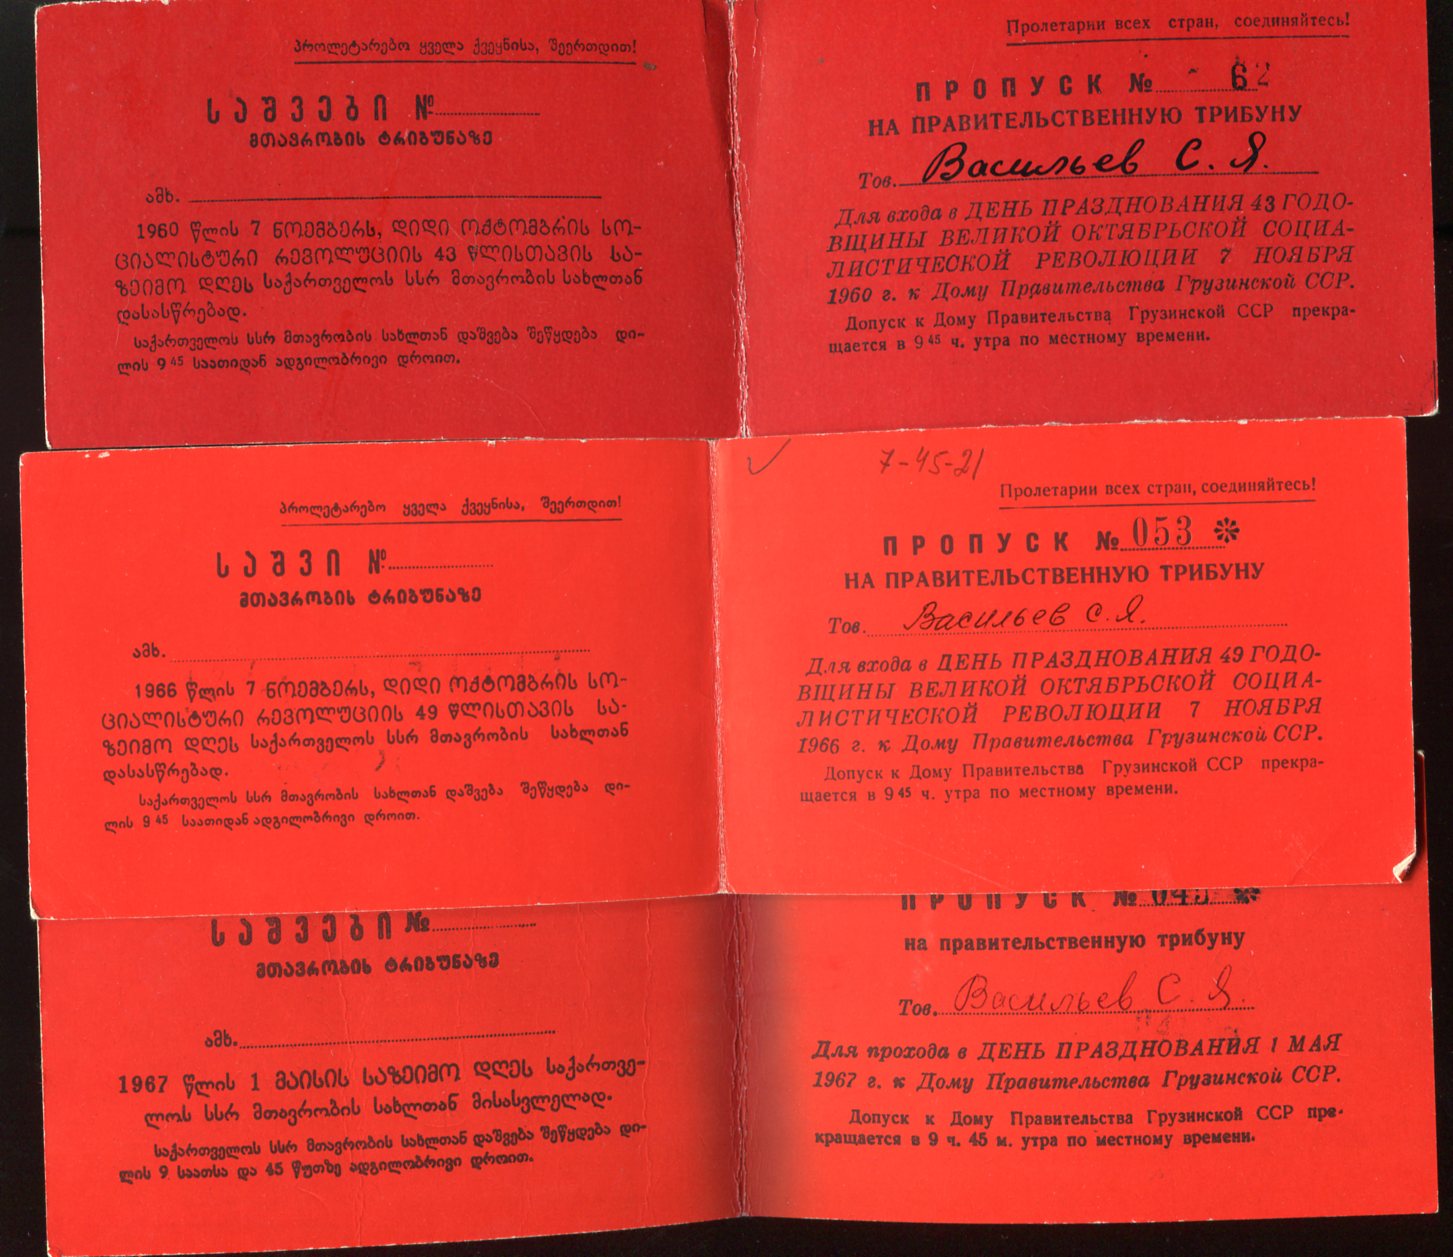 პროლეტარებო ყველა ქვეყნისა, შეერთდით!
საშვები №
მთავრობის ტრიბუნაზე
ამხ.
1960 წლის 7 ნოემბერს, დიდი ოქტომბრის სო-
ციალისტური რევოლუციის 43 წლისთავის სა-
ზეიმო დღეს საქართველოს სსრ მთავრობის სახლთან
დასასწრებად.
საქართველოს სსრ მთავრობის სახლთან დაშვება შეწყდება დი-
ლის 9 45 საათიდან ადგილობრივი დროით.
Пролетарии всех стран, соединяйтесь!
ПРОПУСК № - 62
НА ПРАВИТЕЛЬСТВЕННУЮ ТРИБУНУ
Тов. Васильев С. Я.
Для входа в ДЕНЬ ПРАЗДНОВАНИЯ 43 ГОДО-
ВЩИНЫ ВЕЛИКОЙ ОКТЯБРЬСКОЙ СОЦИА-
ЛИСТИЧЕСКОЙ РЕВОЛЮЦИИ 7 НОЯБРЯ
1960 г. к Дому Правительства Грузинской ССР.
Допуск к Дому Правительства Грузинской ССР прекра-
щается в 9 45 ч. утра по местному времени.
პროლეტარებო ყველა ქვეყნისა, შეერთდით!
საშვი №
მთავრობის ტრიბუნაზე
ამხ.
1966 წლის 7 ნოემბერს, დიდი ოქტომბრის სო-
ციალისტური რევოლუციის 49 წლისთავის სა-
ზეიმო დღეს საქართველოს სსრ მთავრობის სახლთან
დასასწრებად.
საქართველოს სსრ მთავრობის სახლთან დაშვება შეწყდება დი-
ლის 9 45 საათიდან ადგილობრივი დროით.
7-45-21
Пролетарии всех стран, соединяйтесь!
ПРОПУСК № 053 *
НА ПРАВИТЕЛЬСТВЕННУЮ ТРИБУНУ
Тов. Васильев С. Я.
Для входа в ДЕНЬ ПРАЗДНОВАНИЯ 49 ГОДО-
ВЩИНЫ ВЕЛИКОЙ ОКТЯБРЬСКОЙ СОЦИА-
ЛИСТИЧЕСКОЙ РЕВОЛЮЦИИ 7 НОЯБРЯ
1966 г. к Дому Правительства Грузинской ССР.
Допуск к Дому Правительства Грузинской ССР прекра-
щается в 9 45 ч. утра по местному времени.
საშვები №
მთავრობის ტრიბუნაზე
ამხ.
1967 წლის 1 მაისის საზეიმო დღეს საქართვე-
ლოს სსრ მთავრობის სახლთან მისასვლელად.
საქართველოს სსრ მთავრობის სახლთან დაშვება შეწყდება დი-
ლის 9 საათსა და 45 წუთზე ადგილობრივი დროით.
ПРОПУСК №
на правительственную трибуну
Тов. Васильев С. Я.
Для прохода в ДЕНЬ ПРАЗДНОВАНИЯ 1 МАЯ
1967 г. к Дому Правительства Грузинской ССР.
Допуск к Дому Правительства Грузинской ССР пре-
кращается в 9 ч. 45 м. утра по местному времени.